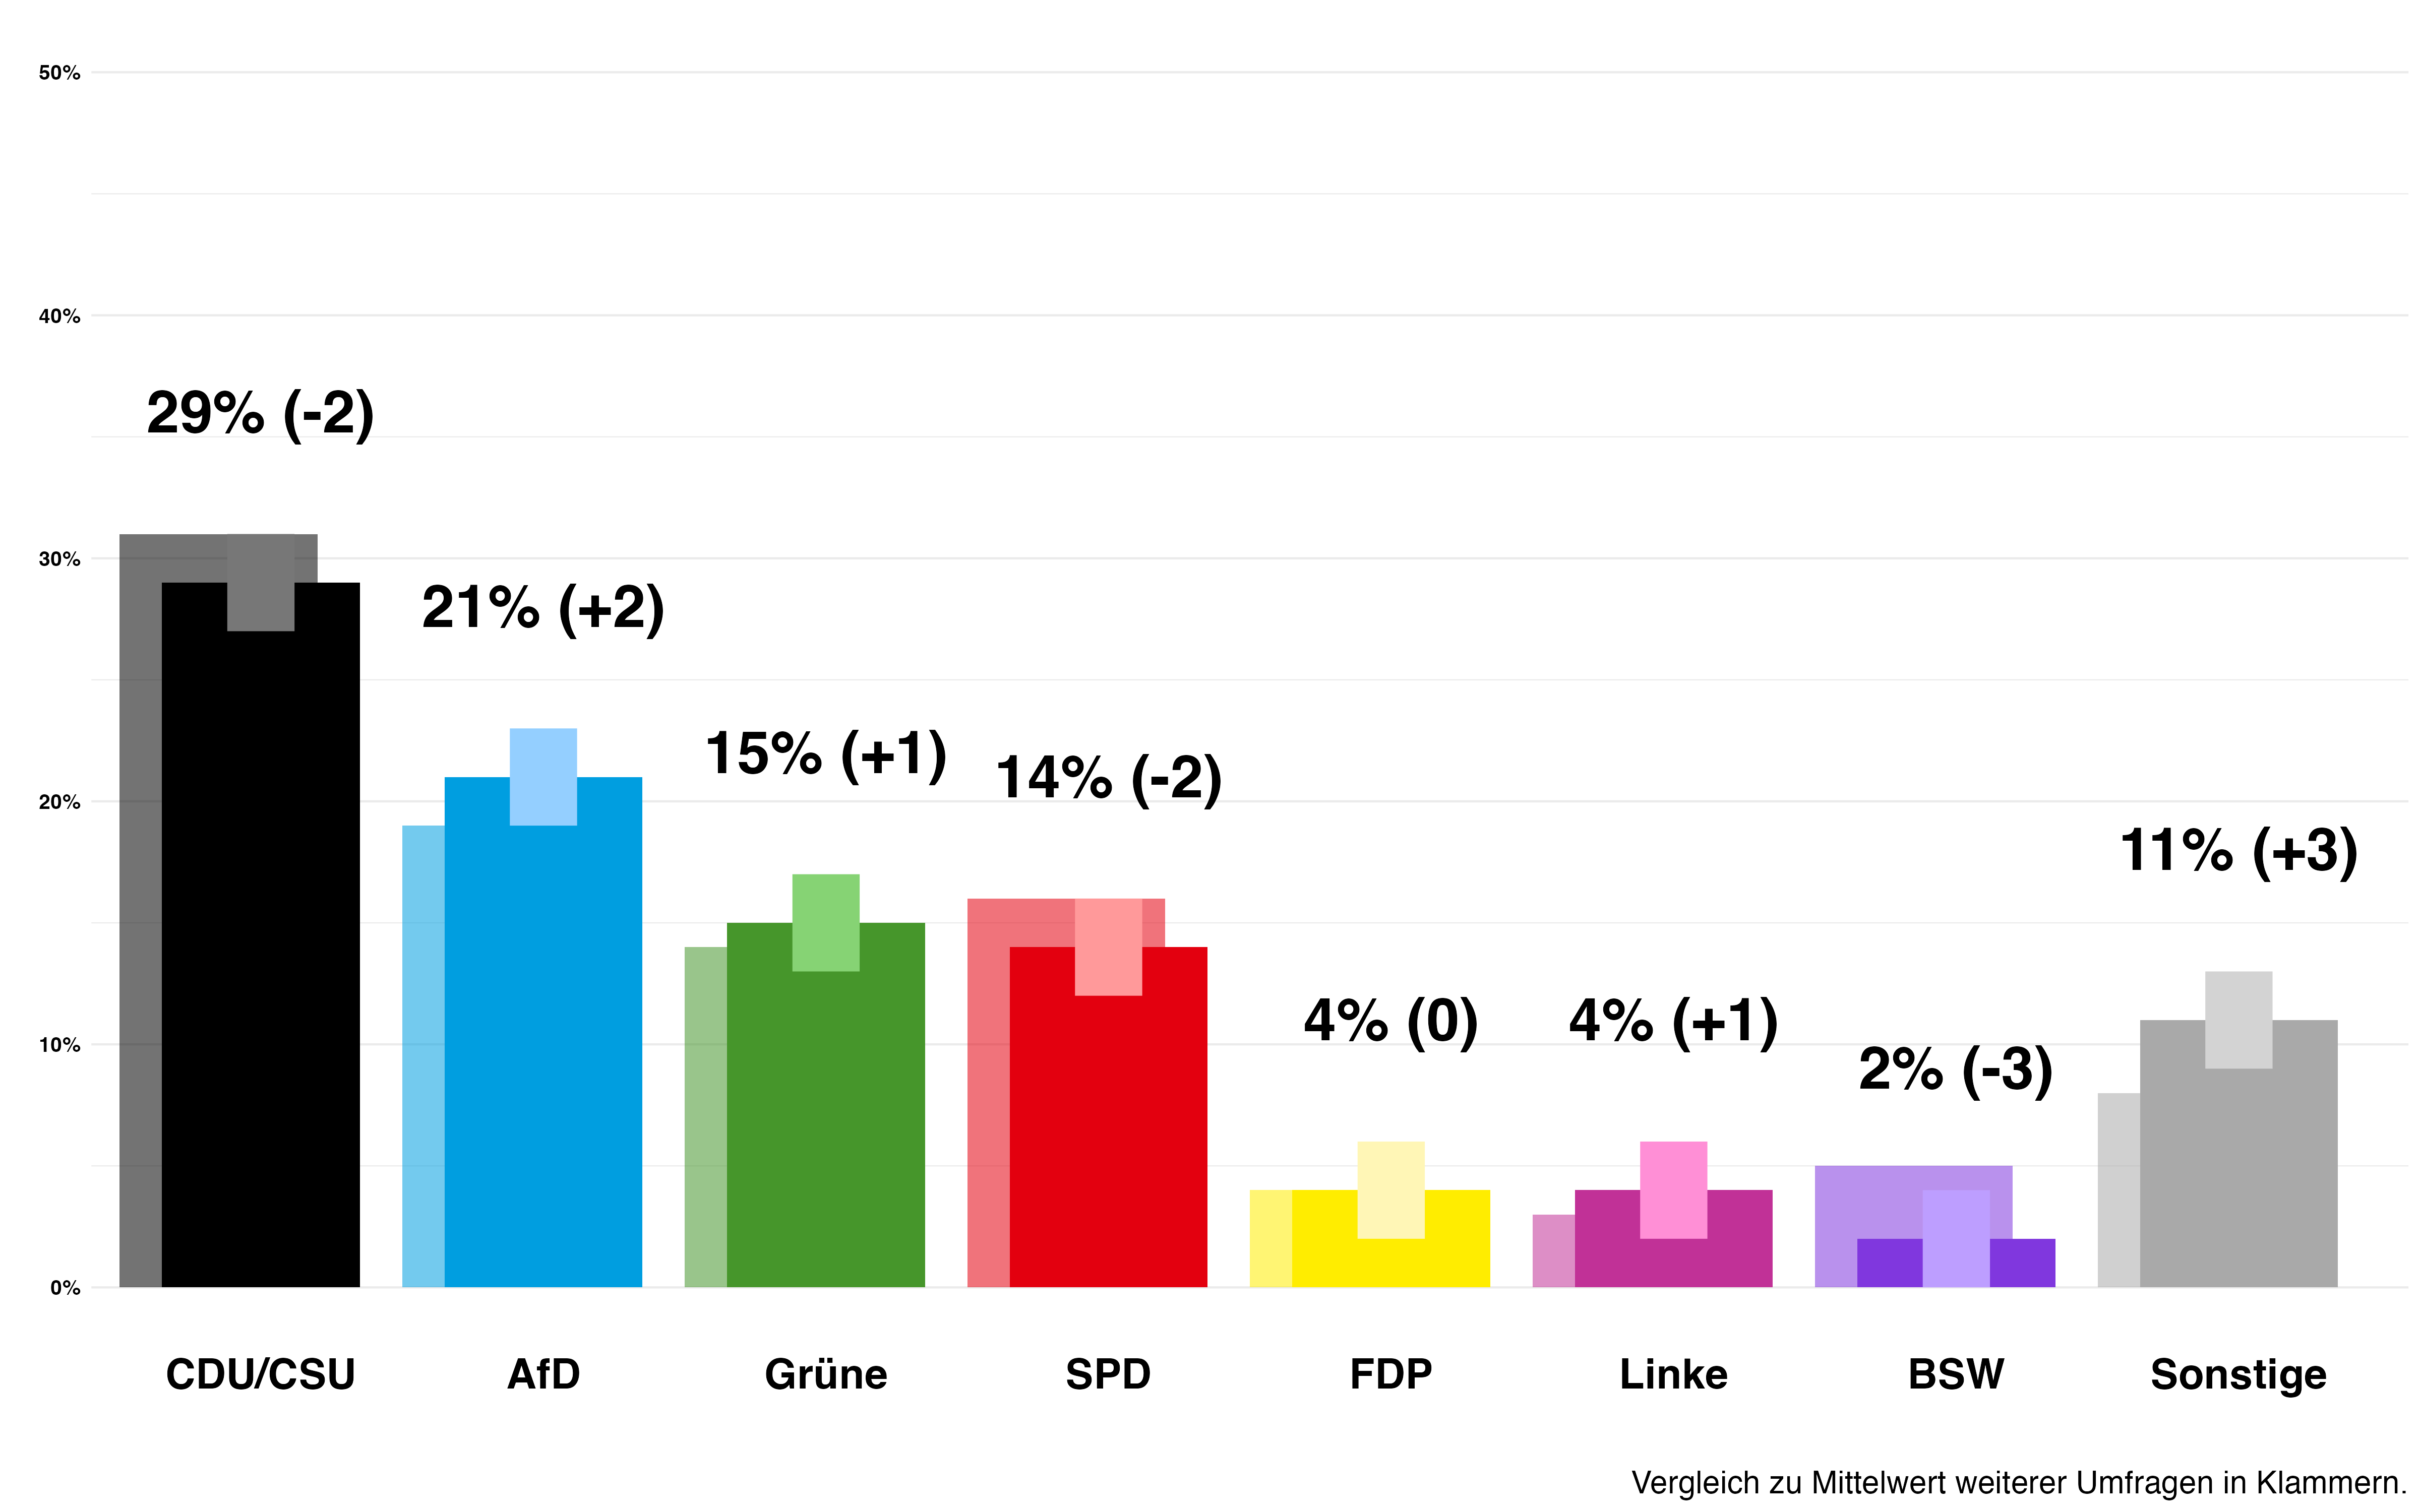 50%
40%
30%
20%
10%
0%
29% (-2)
21% (+2)
15% (+1)
14% (-2)
4% (0)
4% (+1)
2% (-3)
11% (+3)
CDU/CSU
AfD
Grüne
SPD
FDP
Linke
BSW
Sonstige
Vergleich zu Mittelwert weiterer Umfragen in Klammern.